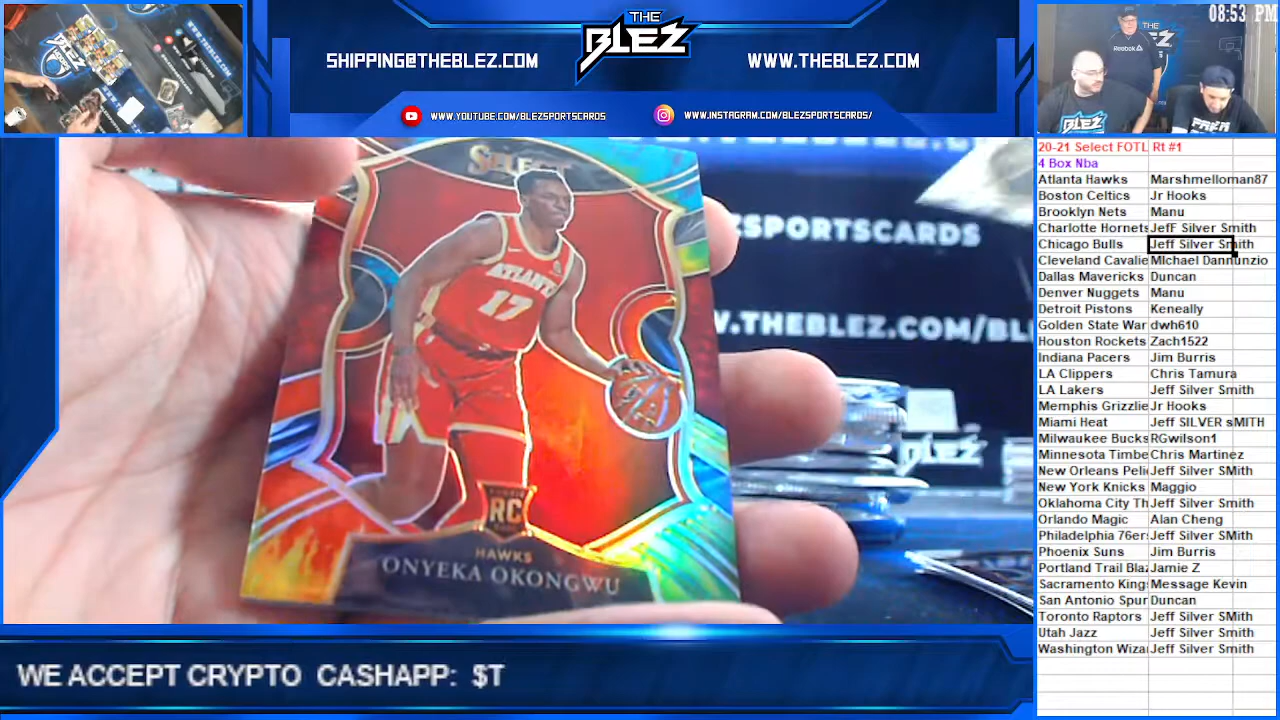 SHIPPING@THEBLEZ.COM
THE
BLEZ
WWW.THEBLEZ.COM
WWW.YOUTUBE.COM/BLEZSPORTSCARDS
WWW.INSTAGRAM.COM/BLEZSPORTSCARDS/
08:53 PM
Reebok
BLEZ
20-21 Select FOTL Rt #1
4 Box Nba
Atlanta Hawks Marshmelloman87
Boston Celtics Jr Hooks
Brooklyn Nets Manu
Charlotte Hornets JefF Silver Smith
Chicago Bulls Jeff Silver Smith
Cleveland Cavalie MIchael Dannunzio
Dallas Mavericks Duncan
Denver Nuggets Manu
Detroit Pistons Keneally
Golden State War dwh610
Houston Rockets Zach1522
Indiana Pacers Jim Burris
LA Clippers Chris Tamura
LA Lakers Jeff Silver Smith
Memphis Grizzlie Jr Hooks
Miami Heat Jeff SILVER sMITH
Milwaukee Bucks RGwilson1
Minnesota Timbe Chris Martinez
New Orleans Peli Jeff Silver SMith
New York Knicks Maggio
Oklahoma City Th Jeff Silver Smith
Orlando Magic Alan Cheng
Philadelphia 76er Jeff Silver SMith
Phoenix Suns Jim Burris
Portland Trail Blaz Jamie Z
Sacramento King Message Kevin
San Antonio Spur Duncan
Toronto Raptors Jeff Silver SMith
Utah Jazz Jeff Silver Smith
Washington Wiza Jeff Silver Smith
SELECT
ATLANTA
17
RC
HAWKS
ONYEKA OKONGWU
EZSPORTSCARDS
W.THEBLEZ.COM/BL
WE ACCEPT CRYPTO CASHAPP: $T